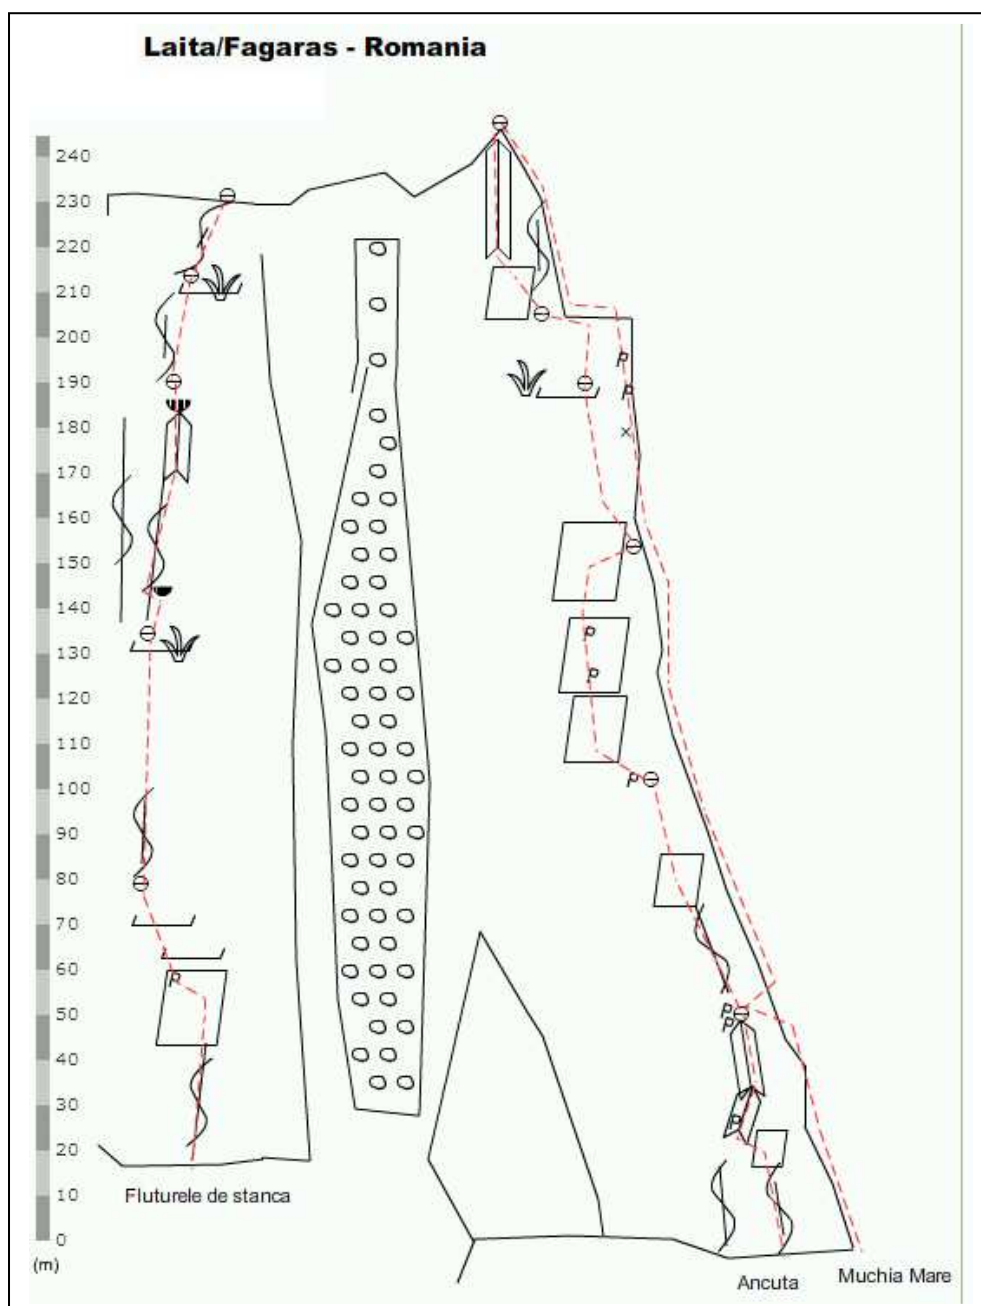 Laita/Fagaras - Romania
240
230
220
210
200
190
180
170
160
150
140
130
120
110
100
90
80
70
60
50
40
30
20
10
0
(m)
P
P
×
P
P
P
P
P
P
P
Fluturele de stanca
Ancuta
Muchia Mare